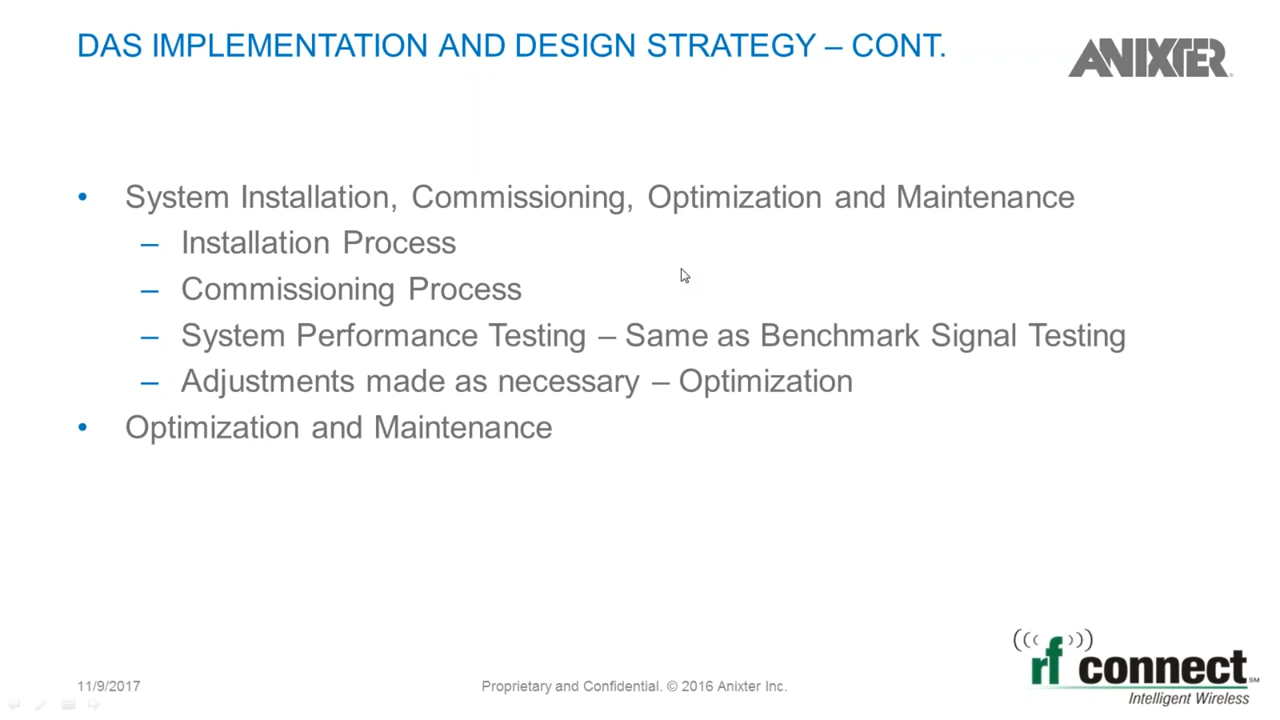 DAS IMPLEMENTATION AND DESIGN STRATEGY – CONT.
ANIXTER
• System Installation, Commissioning, Optimization and Maintenance
– Installation Process
– Commissioning Process
– System Performance Testing – Same as Benchmark Signal Testing
– Adjustments made as necessary – Optimization
• Optimization and Maintenance
11/9/2017
Proprietary and Confidential. © 2016 Anixter Inc.
rf connect SM
Intelligent Wireless